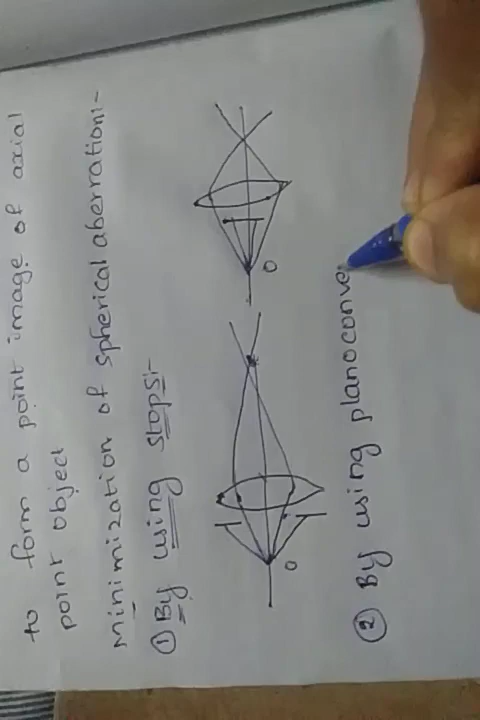 to form a point image of axial
point object
Minimization of spherical aberration:-
① By using stops:-
O
O
② By using planoconve